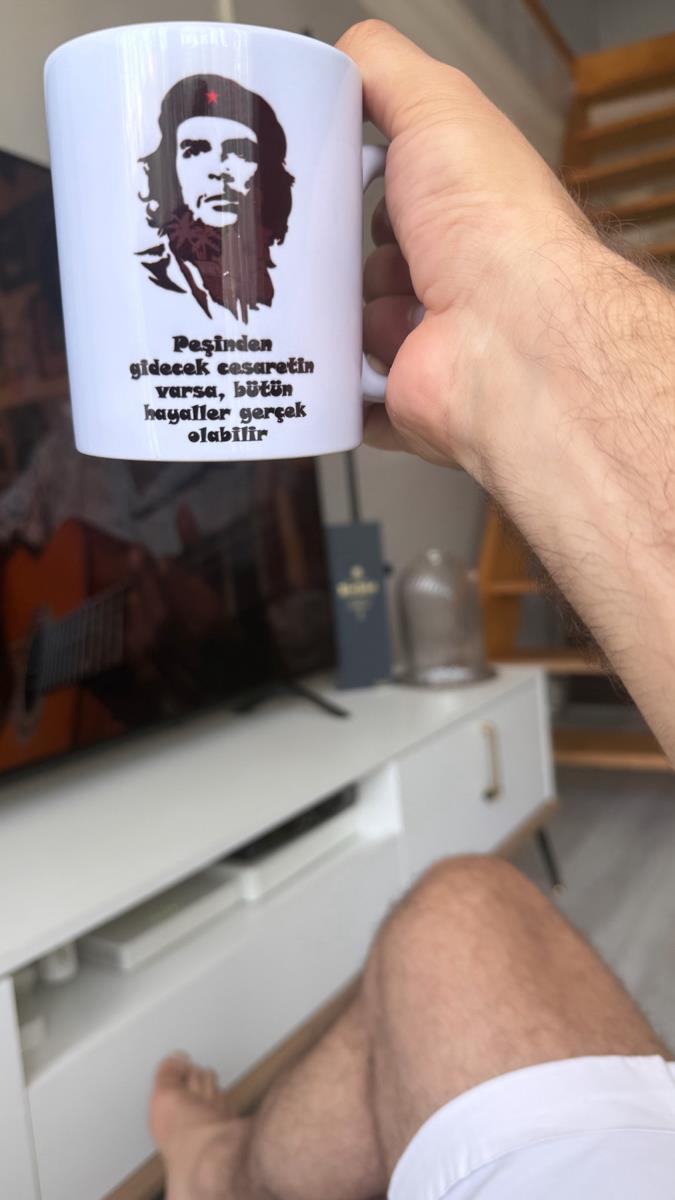 Peşinden
gidecek cesaretin
varsa, bütün
hayaller gerçek
olabilir